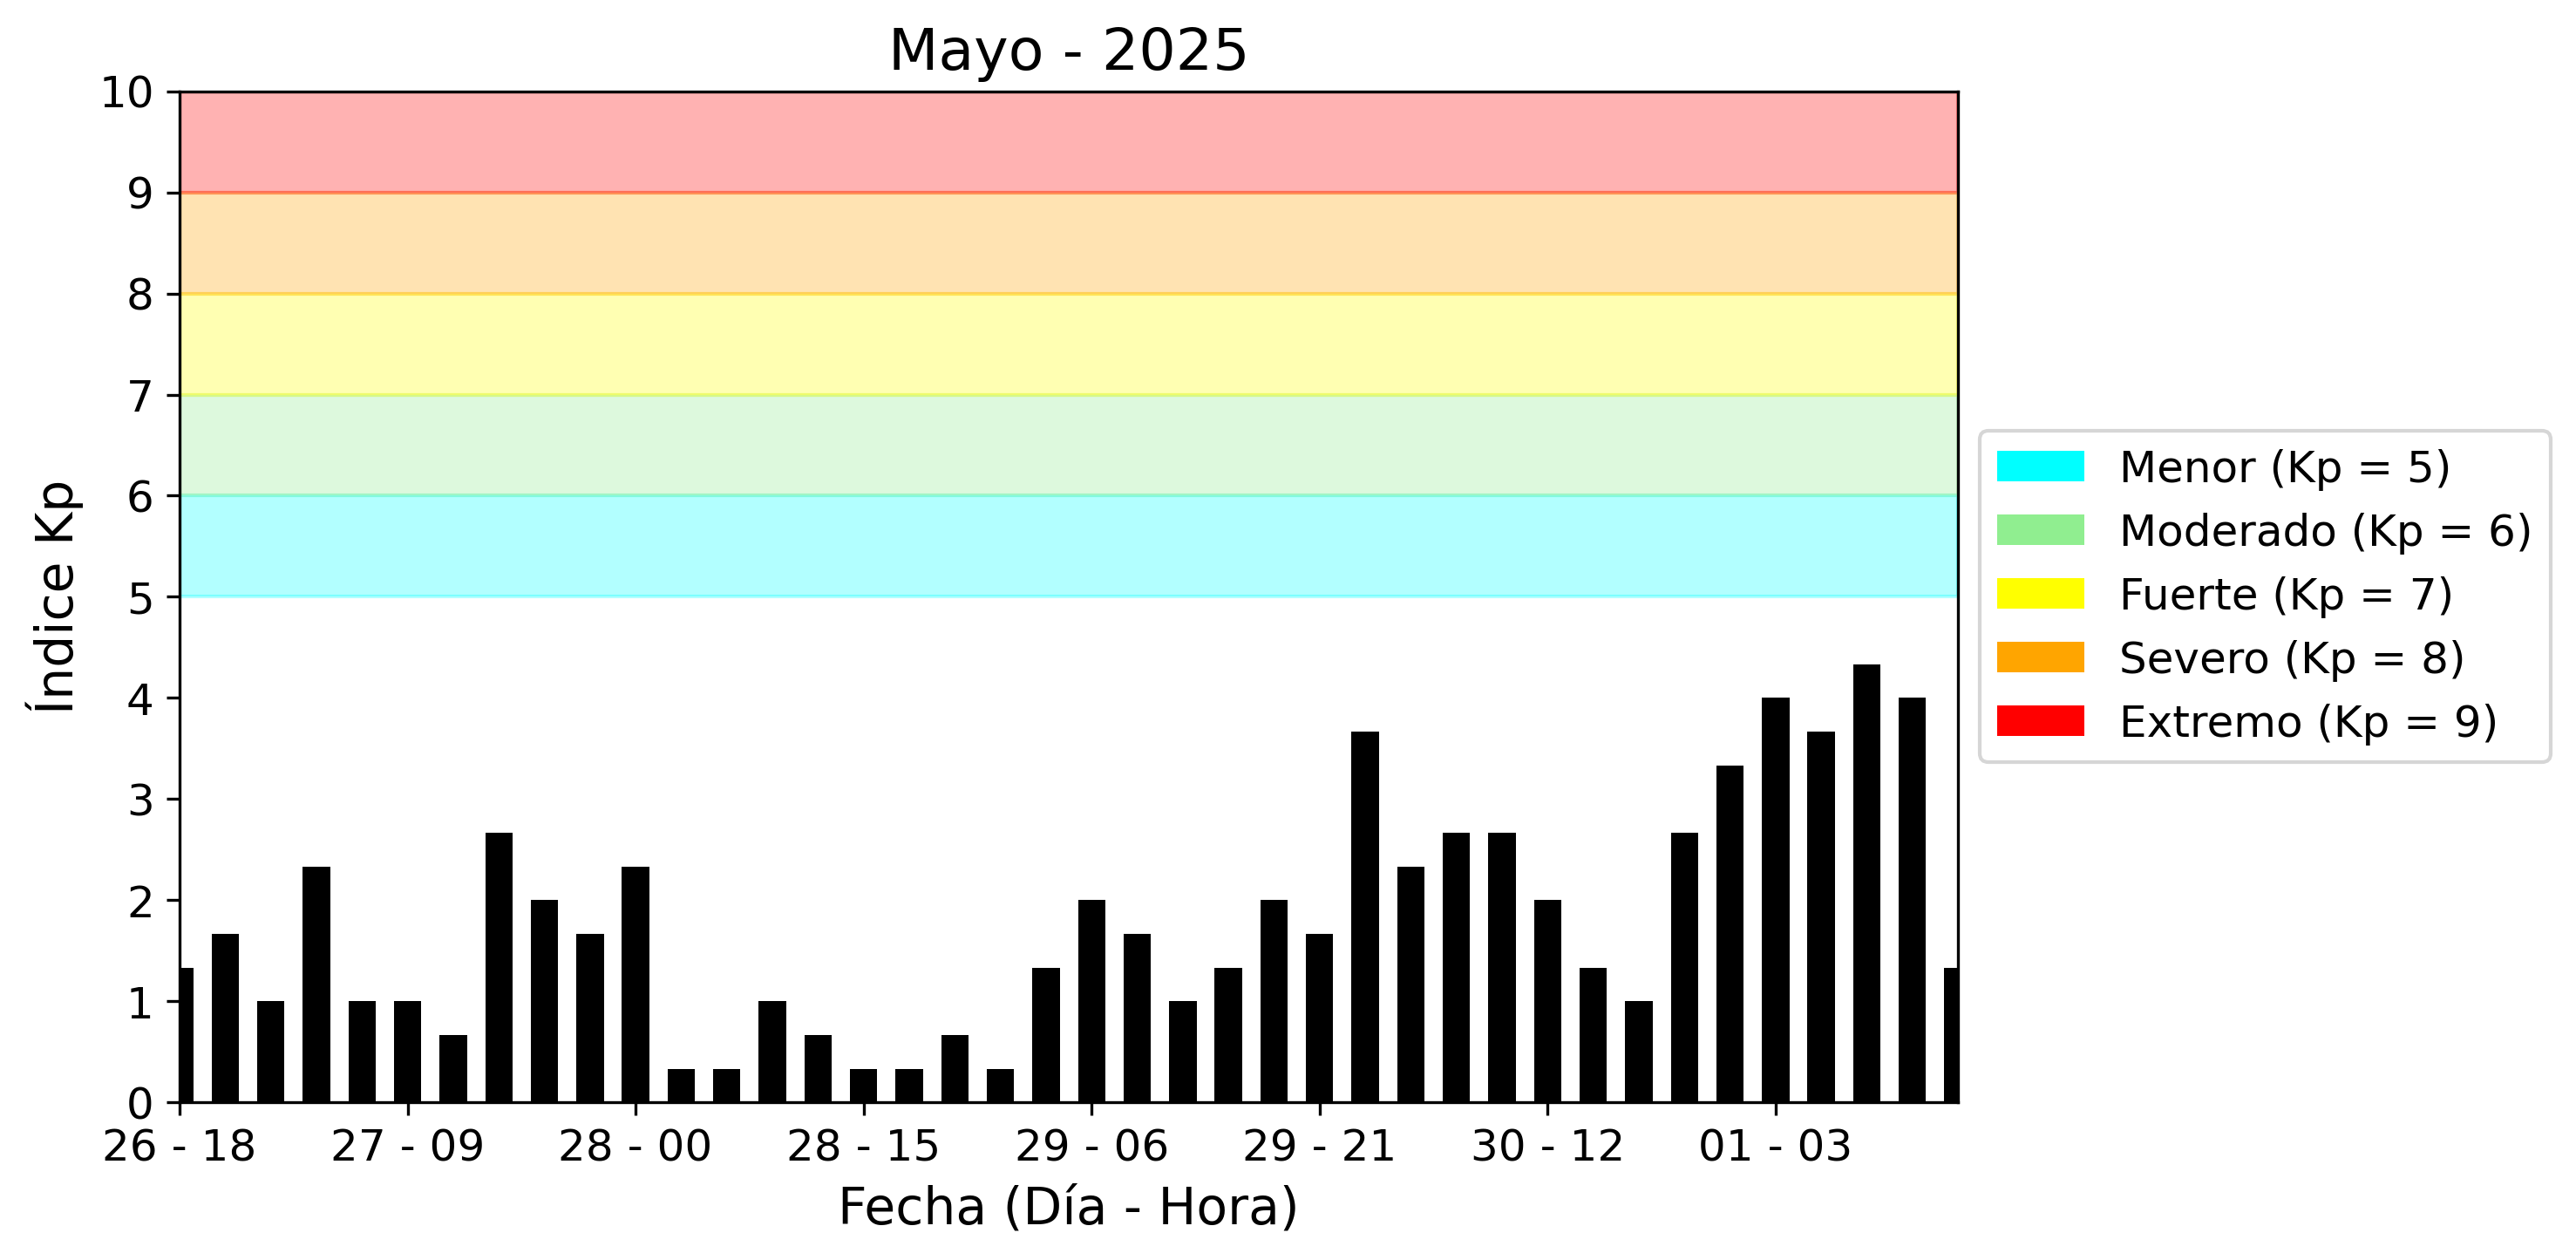 Mayo - 2025
10
9
8
7
6
5
4
3
2
1
0
Índice Kp
26 - 18
27 - 09
28 - 00
28 - 15
29 - 06
29 - 21
30 - 12
01 - 03
Fecha (Día - Hora)
Menor (Kp = 5)
Moderado (Kp = 6)
Fuerte (Kp = 7)
Severo (Kp = 8)
Extremo (Kp = 9)